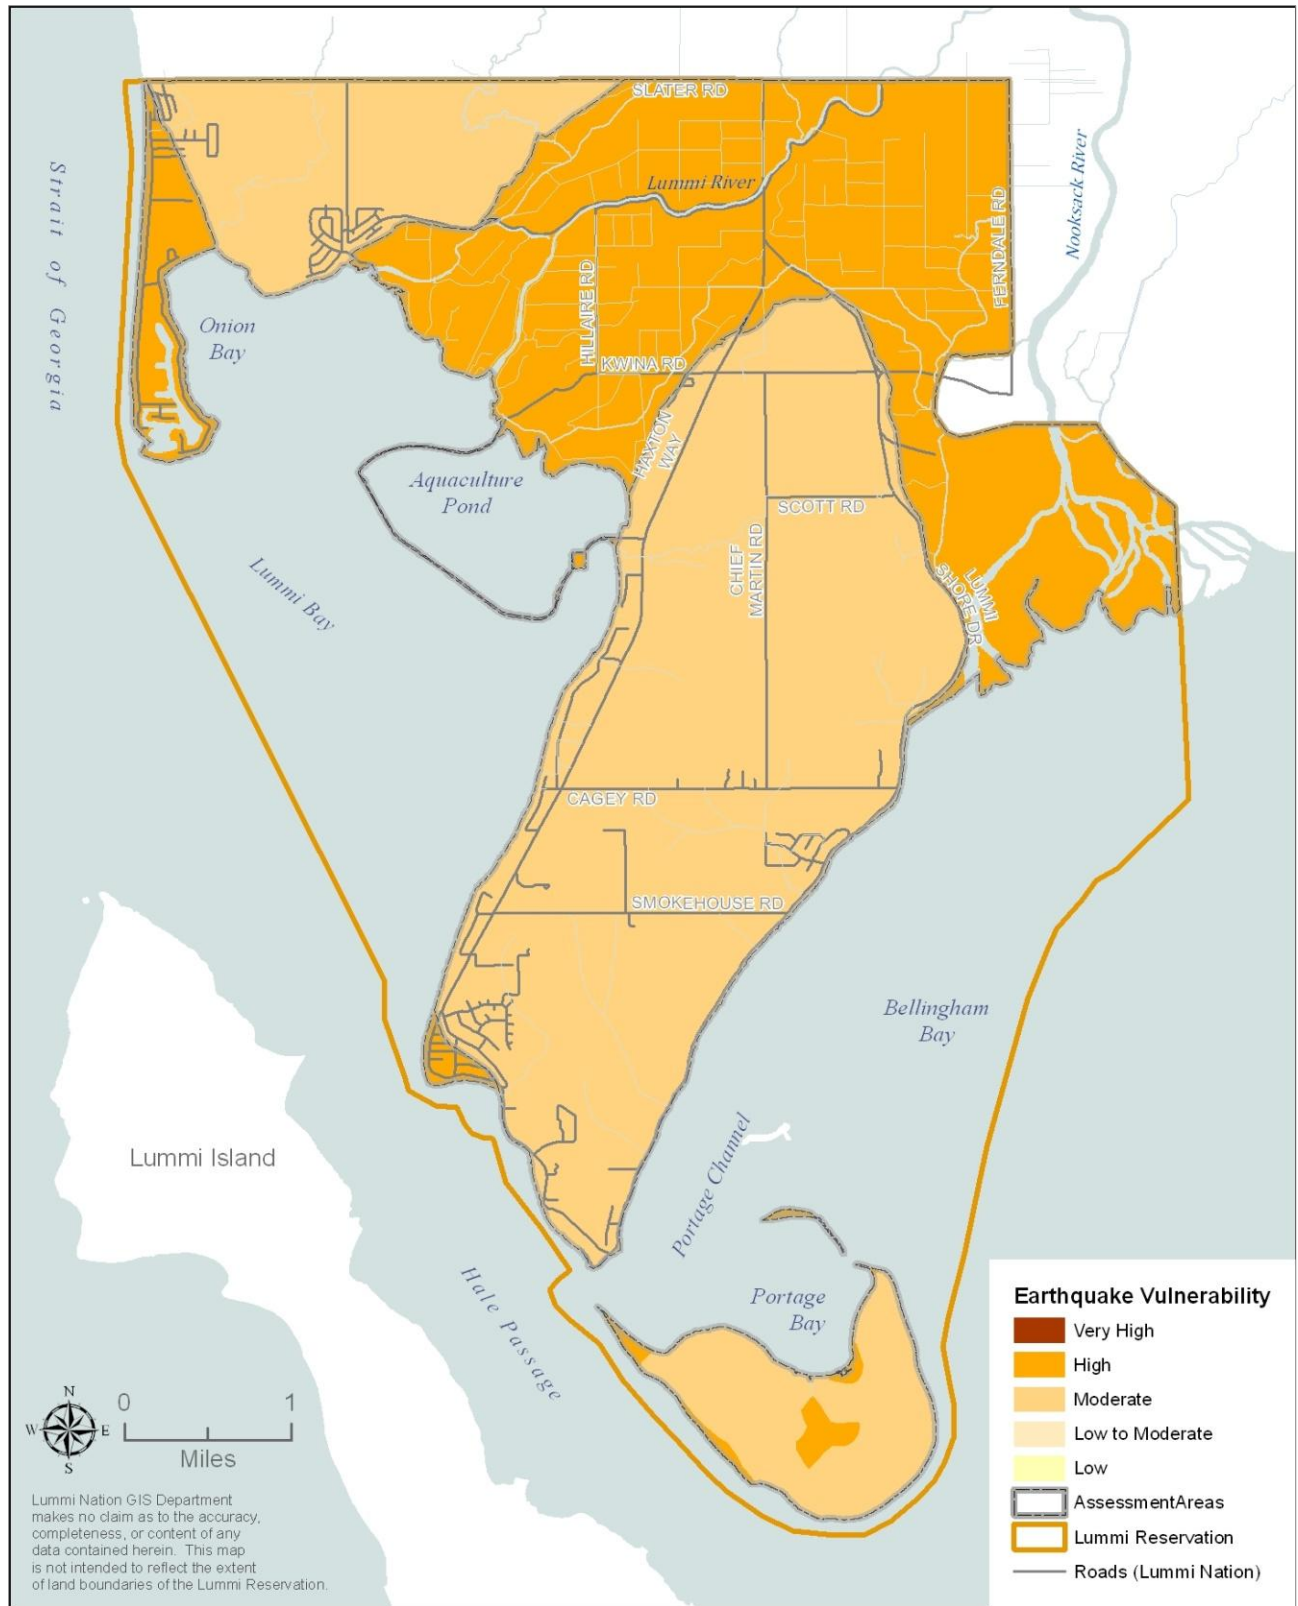 SLATER RD
Nooksack River
Strait of Georgia
Lummi River
FERNDALE RD
HILLAIRE RD
Onion
Bay
KWINA RD
HAXTON
WAY
Aquaculture
Pond
SCOTT RD
CHIEF
MARTIN RD
LUMMI
SHORE DR
Lummi Bay
CAGEY RD
SMOKEHOUSE RD
Bellingham
Bay
Lummi Island
Portage Channel
Hale Passage
Portage
Bay
Earthquake Vulnerability
Very High
High
Moderate
Low to Moderate
Low
AssessmentAreas
Lummi Reservation
Roads (Lummi Nation)
N
W E
S
0 1
Miles
Lummi Nation GIS Department
makes no claim as to the accuracy,
completeness, or content of any
data contained herein. This map
is not intended to reflect the extent
of land boundaries of the Lummi Reservation.